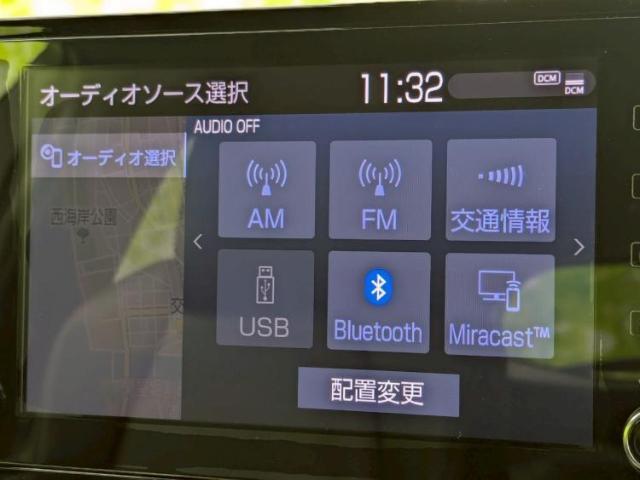 オーディオソース選択
11:32
DCM
DCM
AUDIO OFF
オーディオ選択
西海岸公園
交
AM
FM
交通情報
USB
Bluetooth
Miracast™
配置変更